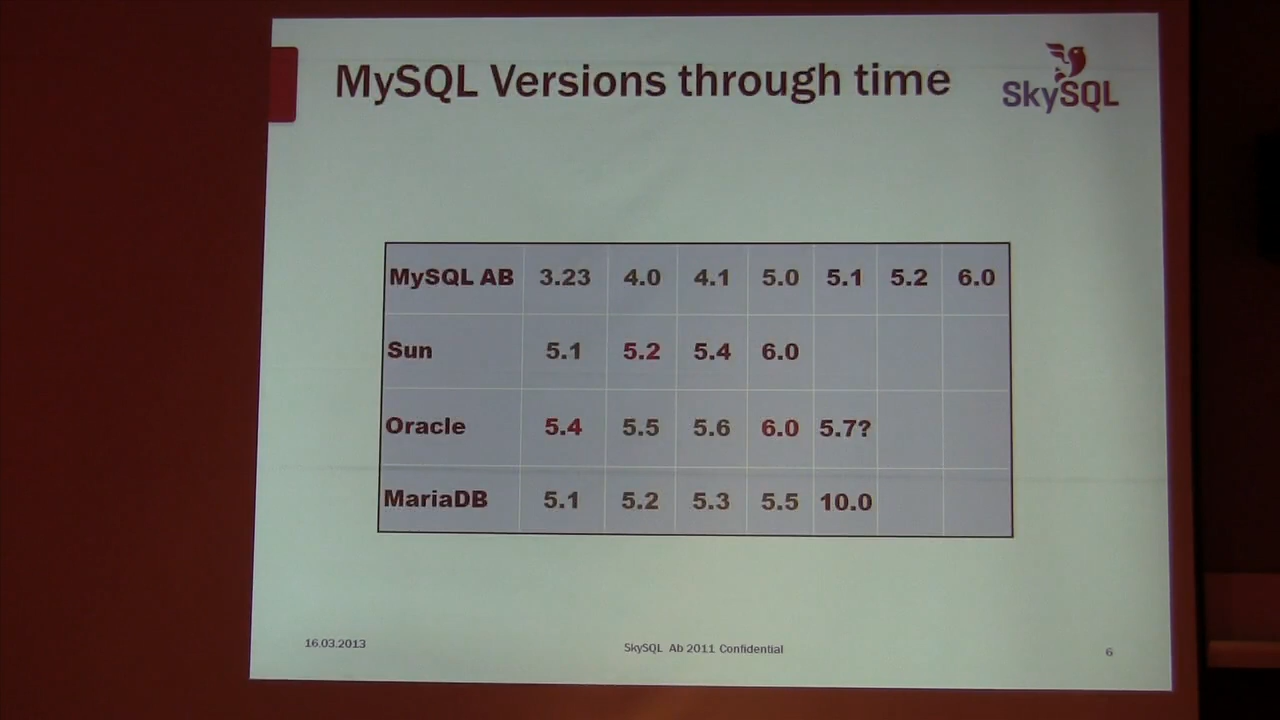 MySQL Versions through time
SkySQL
MySQL AB 3.23 4.0 4.1 5.0 5.1 5.2 6.0
Sun 5.1 5.2 5.4 6.0
Oracle 5.4 5.5 5.6 6.0 5.7?
MariaDB 5.1 5.2 5.3 5.5 10.0
16.03.2013 SkySQL Ab 2011 Confidential 6